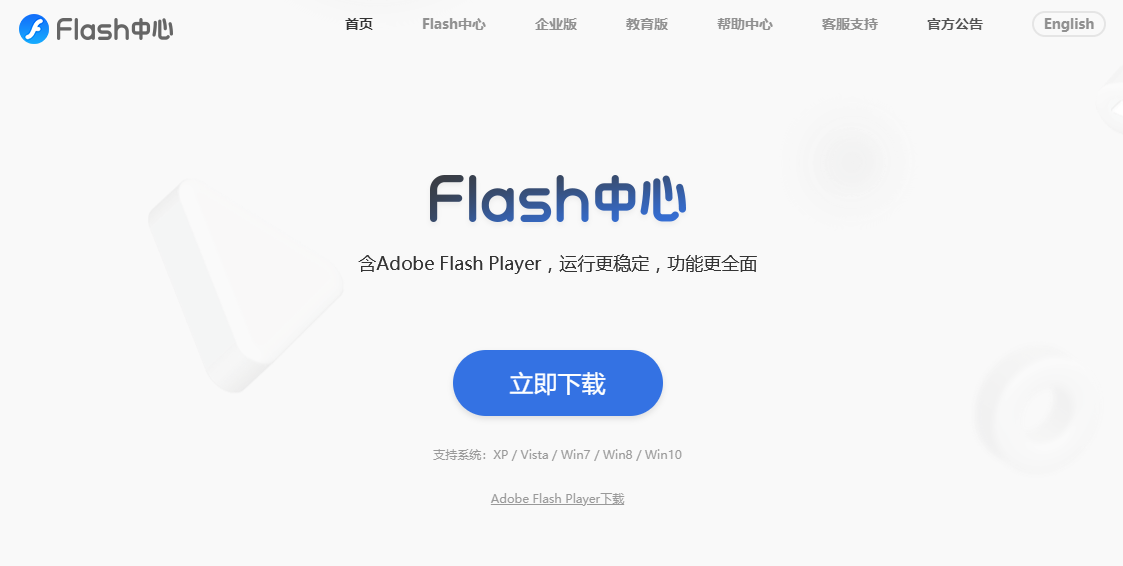 Flash中心
首页 Flash中心 企业版 教育版 帮助中心 客服支持 官方公告 English
Flash中心
含Adobe Flash Player，运行更稳定，功能更全面
立即下载
支持系统：XP / Vista / Win7 / Win8 / Win10
Adobe Flash Player下载